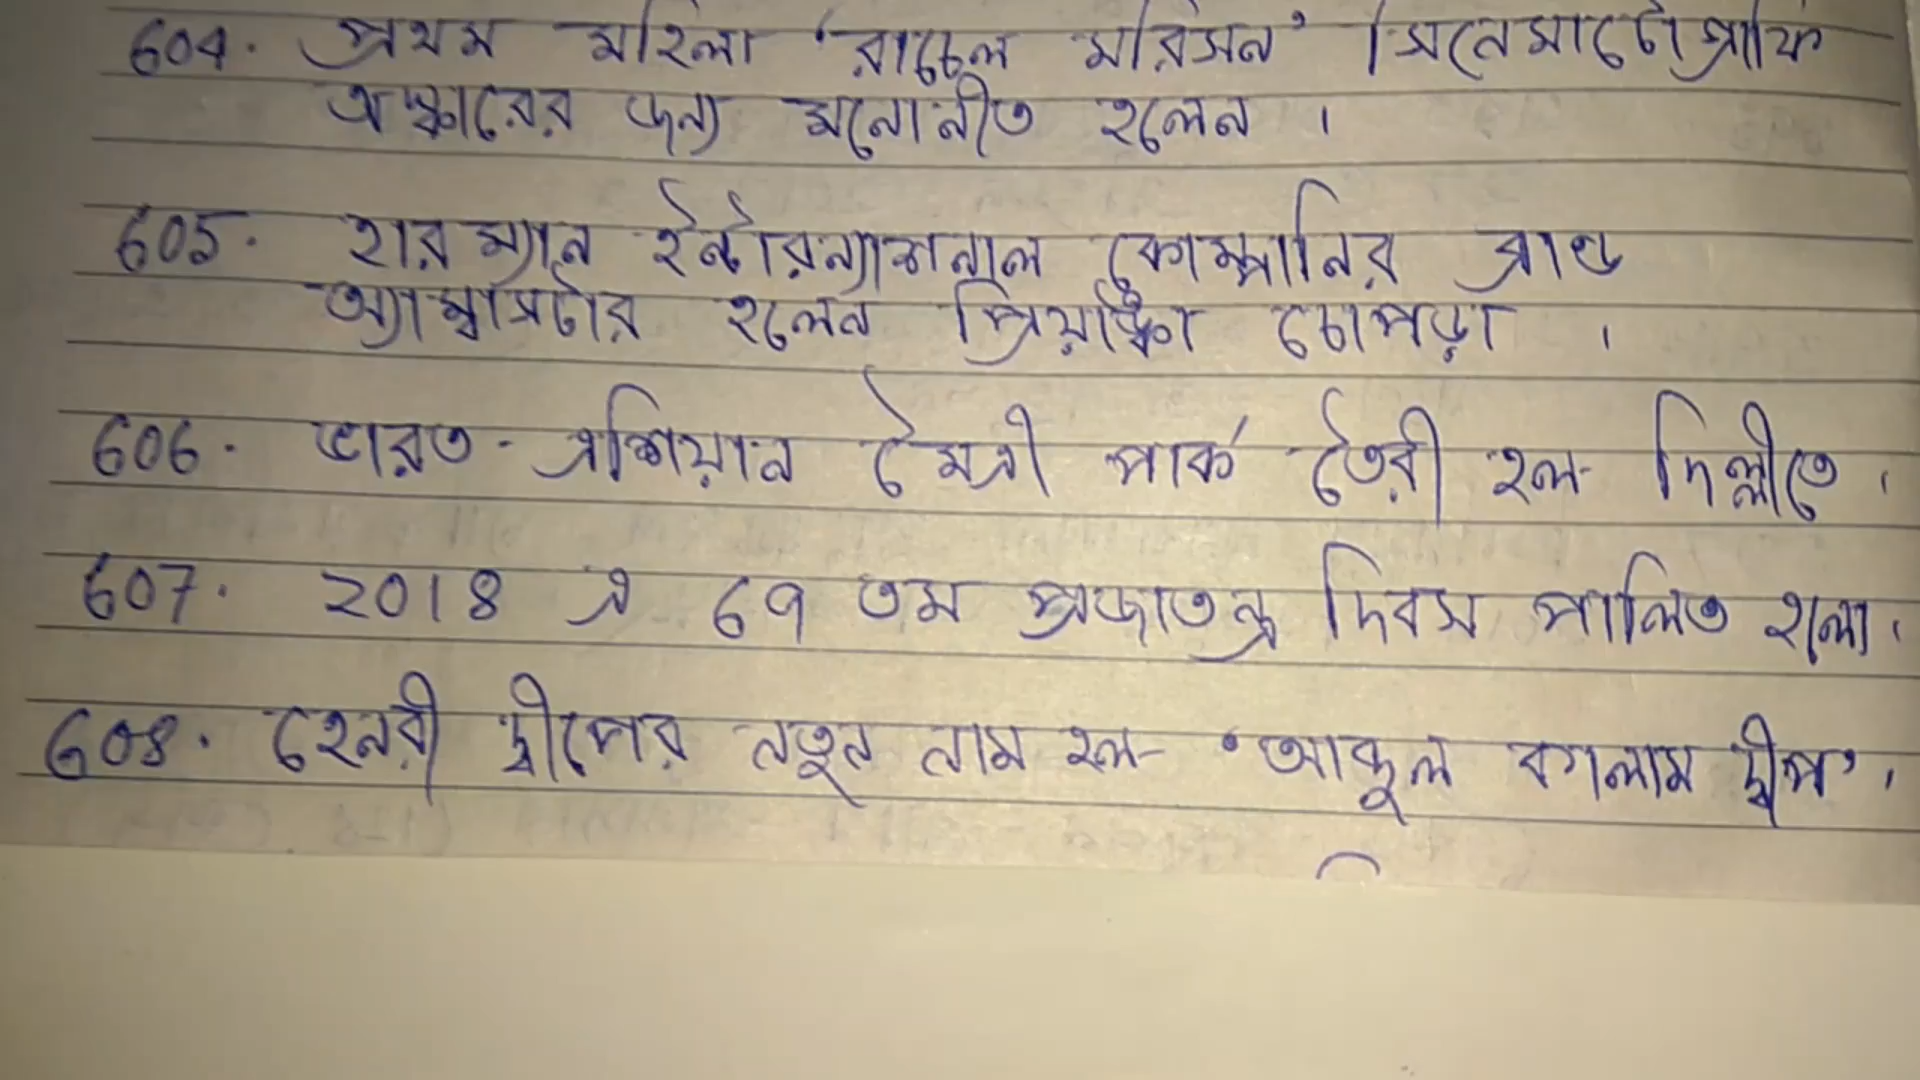 604. প্রথম মহিলা ‘রাচেল মরিসন’ সিনেমাটোগ্রাফি
অস্কারের জন্য মনোনীত হলেন ।
605. হারম্যান ইন্টারন্যাশনাল কোম্পানির ব্রাণ্ড
অ্যাম্বাসিটার হলেন প্রিয়াঙ্কা চোপড়া ।
606. ভারত - এশিয়ান মৈত্রী পার্ক তৈরী হল- দিল্লীতে ।
607. 2018 এ 69 তম প্রজাতন্ত্র দিবস পালিত হলো ।
608. হেনরী দ্বীপের নতুন নাম হল- ‘আব্দুল কালাম দ্বীপ’ ।